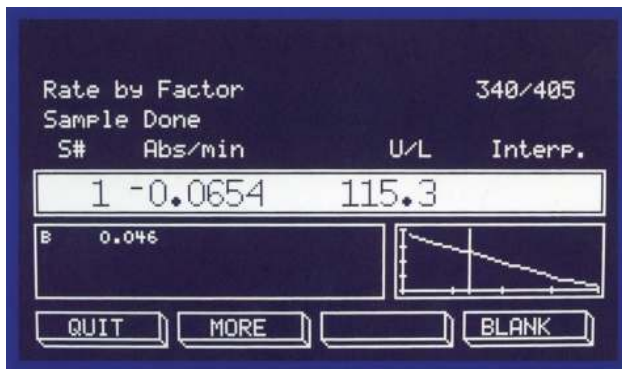 Rate by Factor 340/405
Sample Done
S# Abs/min U/L Interp.
1 -0.0654 115.3
B 0.046
QUIT MORE BLANK